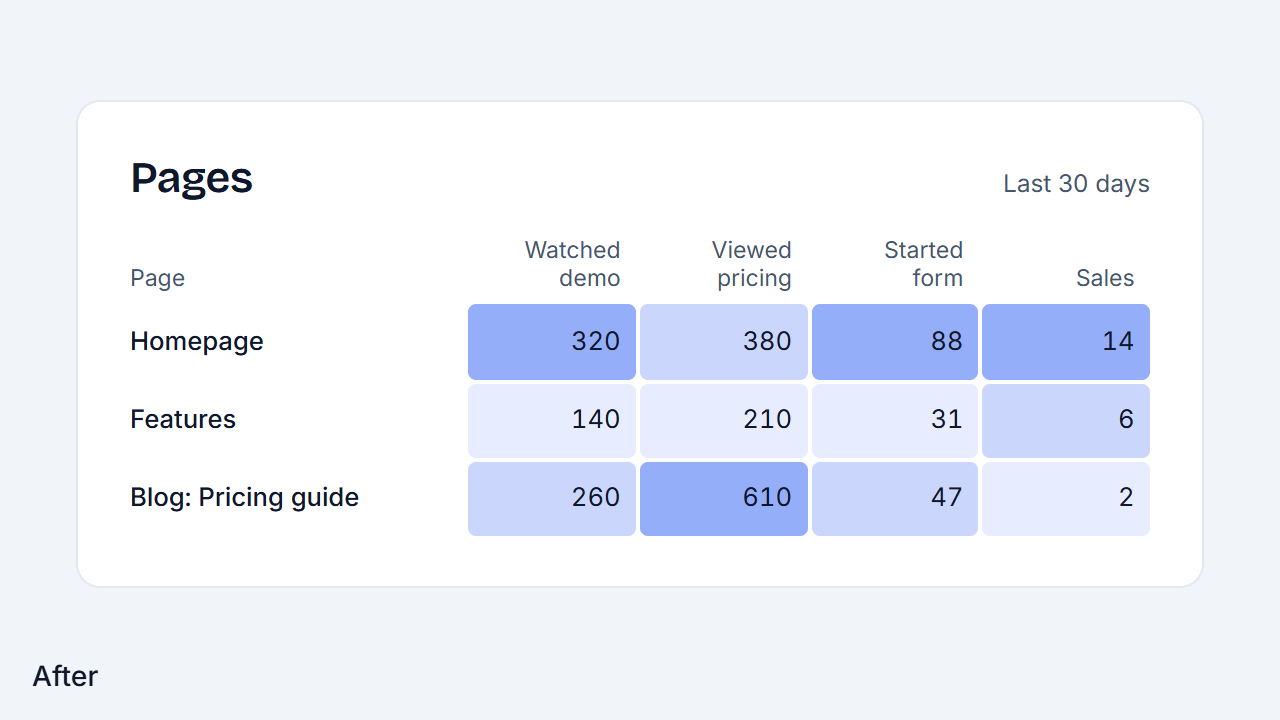 Pages
Last 30 days
Page
Watched demo
Viewed pricing
Started form
Sales
Homepage 320 380 88 14
Features 140 210 31 6
Blog: Pricing guide 260 610 47 2
After